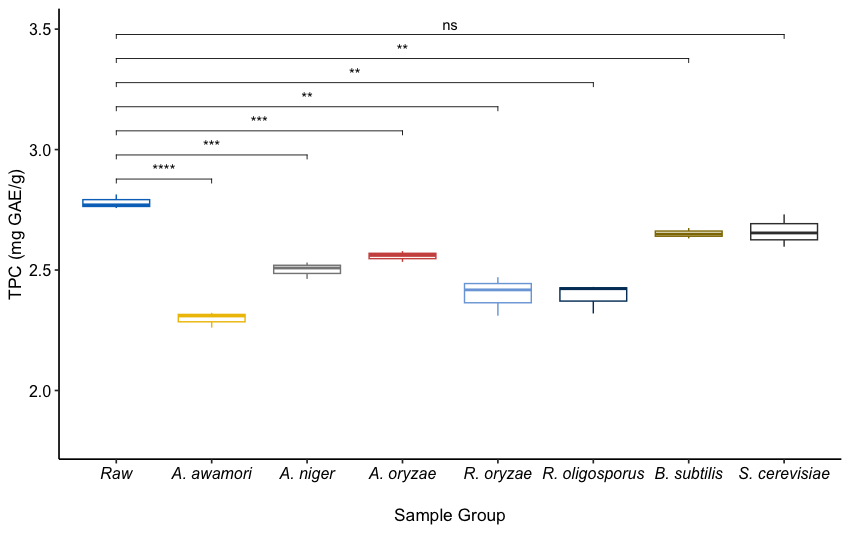 3.5
ns
**
**
**
3.0
***
***
****
2.5
2.0
TPC (mg GAE/g)
Raw A. awamori A. niger A. oryzae R. oryzae R. oligosporus B. subtilis S. cerevisiae
Sample Group